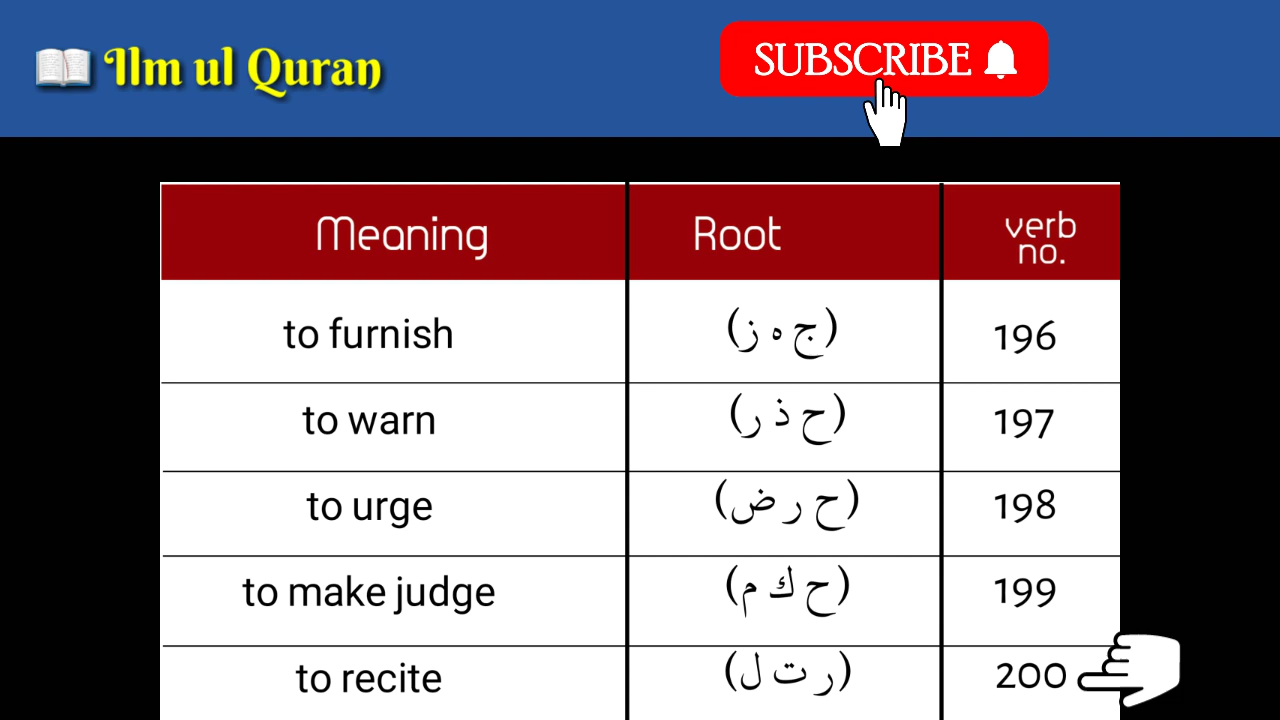 Ilm ul Quran
SUBSCRIBE
Meaning Root verb no.
to furnish (ج ه ز) 196
to warn (ح ذ ر) 197
to urge (ح ر ض) 198
to make judge (ح ك م) 199
to recite (ر ت ل) 200